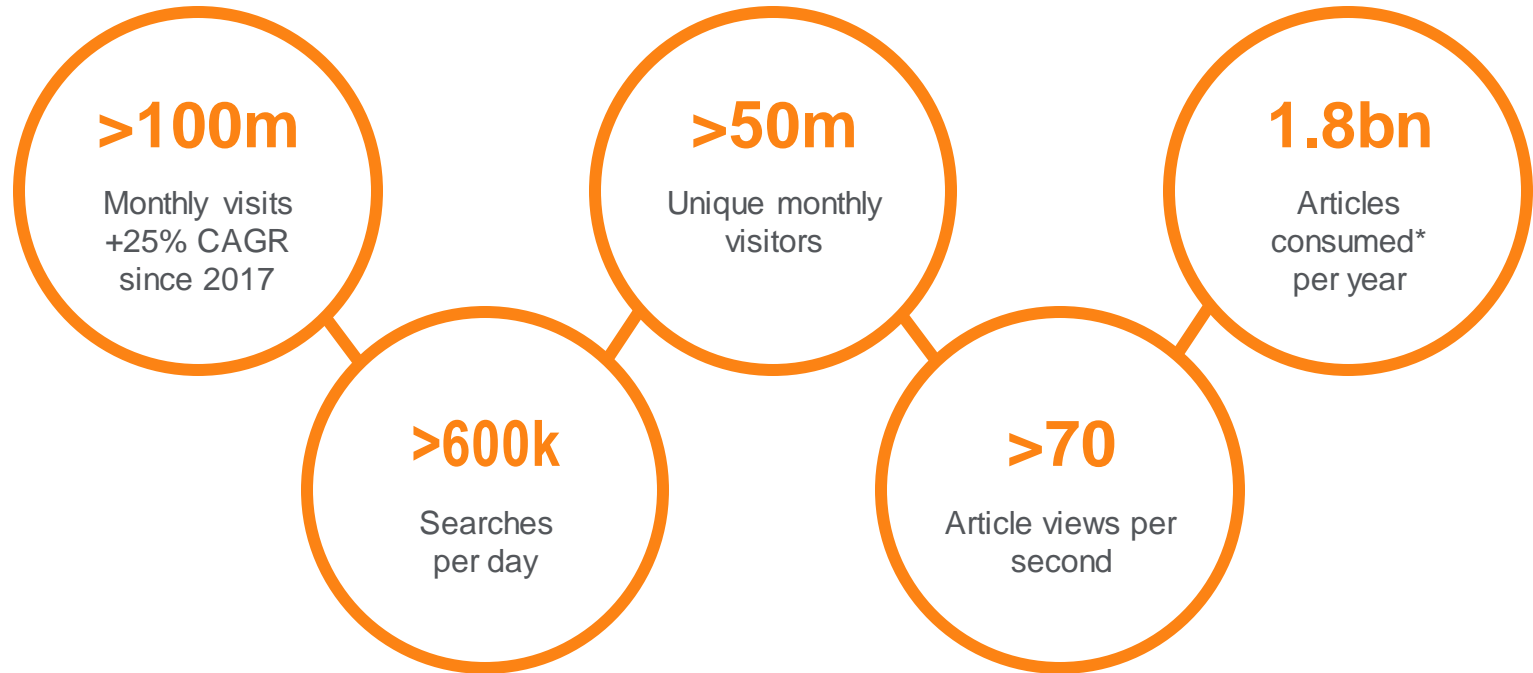 >100m
Monthly visits
+25% CAGR
since 2017
>600k
Searches
per day
>50m
Unique monthly
visitors
>70
Article views per
second
1.8bn
Articles
consumed*
per year